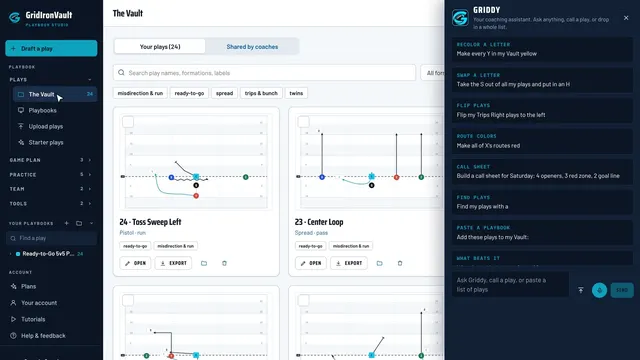 GridIronVault
PLAYBOOK STUDIO
+ Draft a play
PLAYBOOK
PLAYS
The Vault 24
Playbooks
Upload plays
Starter plays
GAME PLAN 3
PRACTICE 5
TEAM 2
TOOLS 3
YOUR PLAYBOOKS
Find a play
Ready-to-Go 5v5 P... 24
ACCOUNT
Plans
Your account
Tutorials
Help & feedback
The Vault
Your plays (24)
Shared by coaches
Search play names, formations, labels
All for
misdirection & run
ready-to-go
spread
trips & bunch
twins
24 · Toss Sweep Left
Pistol · run
ready-to-go
misdirection & run
OPEN
EXPORT
23 · Center Loop
Spread · pass
ready-to-go
misdirection & run
OPEN
EXPORT
GRIDDY
Your coaching assistant. Ask anything, call a play, or drop
in a whole list.
RECOLOR A LETTER
Make every Y in my Vault yellow
SWAP A LETTER
Take the S out of all my plays and put in an H
FLIP PLAYS
Flip my Trips Right plays to the left
ROUTE COLORS
Make all of X's routes red
CALL SHEET
Build a call sheet for Saturday: 4 openers, 3 red zone, 2 goal line
FIND PLAYS
Find my plays with a
PASTE A PLAYBOOK
Add these plays to my Vault:
WHAT BEATS IT
Ask Griddy, call a play, or paste a
list of plays